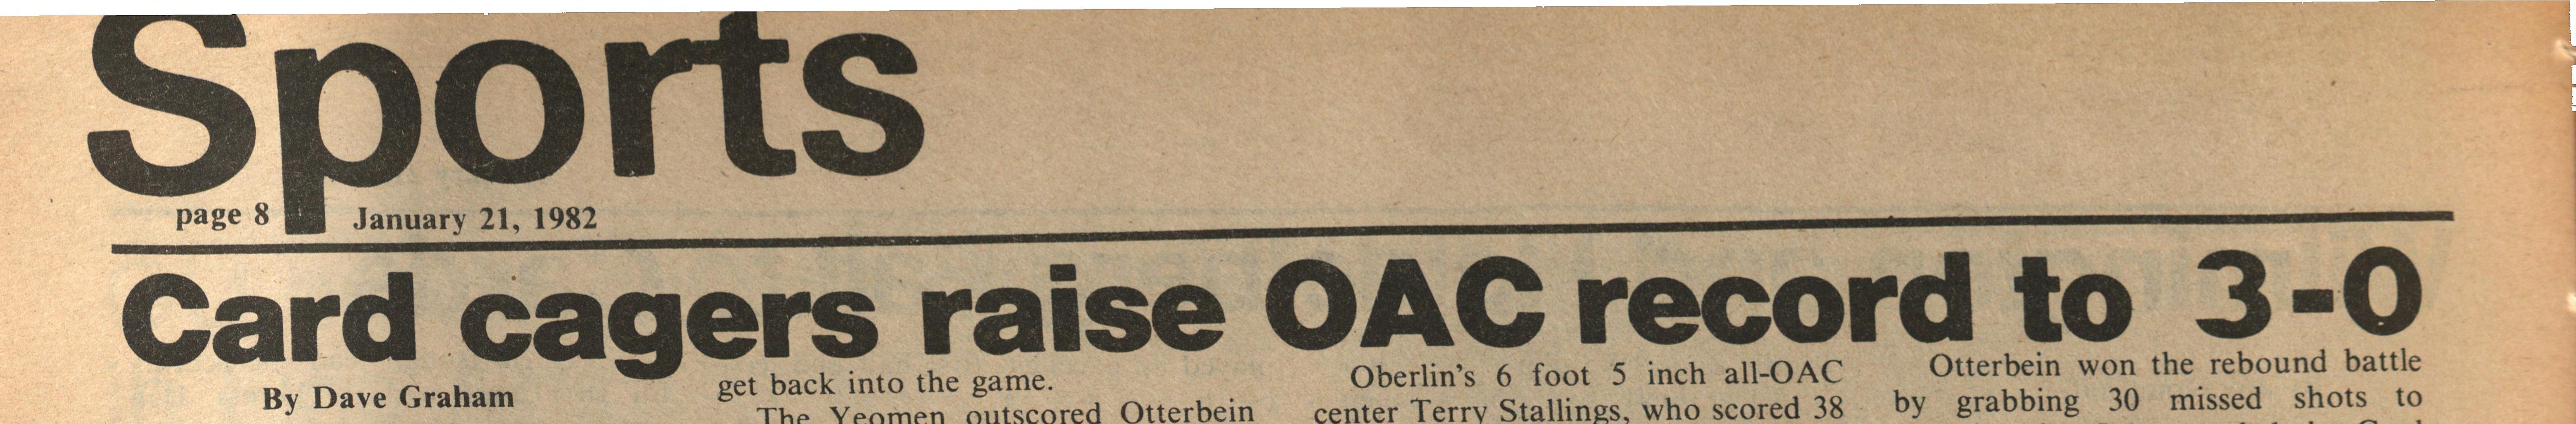 Sports
page 8
January 21, 1982
Card cagers raise OAC record to 3-0
By Dave Graham
get back into the game.
The Yeomen outscored Otterbein
Oberlin's 6 foot 5 inch all-OAC
center Terry Stallings, who scored 38
Otterbein won the rebound battle
by grabbing 30 missed shots to